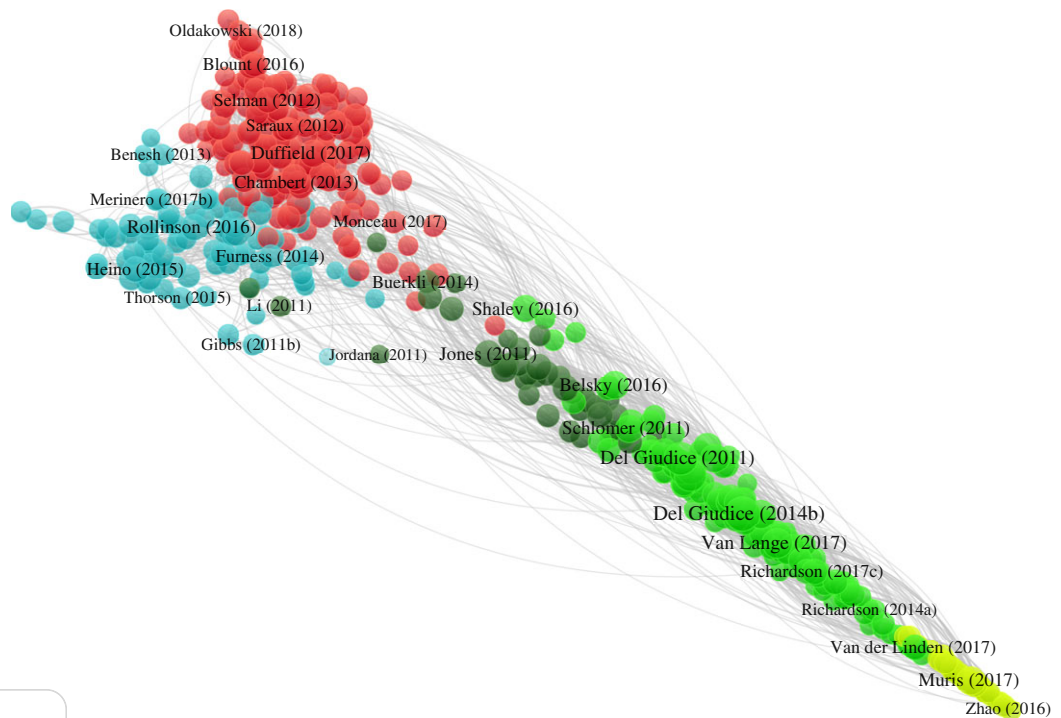 Oldakowski (2018)
Blount (2016)
Selman (2012)
Saraux (2012)
Benesh (2013)
Duffield (2017)
Chambert (2013)
Merinero (2017b)
Monceau (2017)
Rollinson (2016)
Furness (2014)
Heino (2015)
Buerkli (2014)
Thorson (2015)
Li (2011)
Shalev (2016)
Gibbs (2011b)
Jordana (2011)
Jones (2011)
Belsky (2016)
Schlomer (2011)
Del Giudice (2011)
Del Giudice (2014b)
Van Lange (2017)
Richardson (2017c)
Richardson (2014a)
Van der Linden (2017)
Muris (2017)
Zhao (2016)